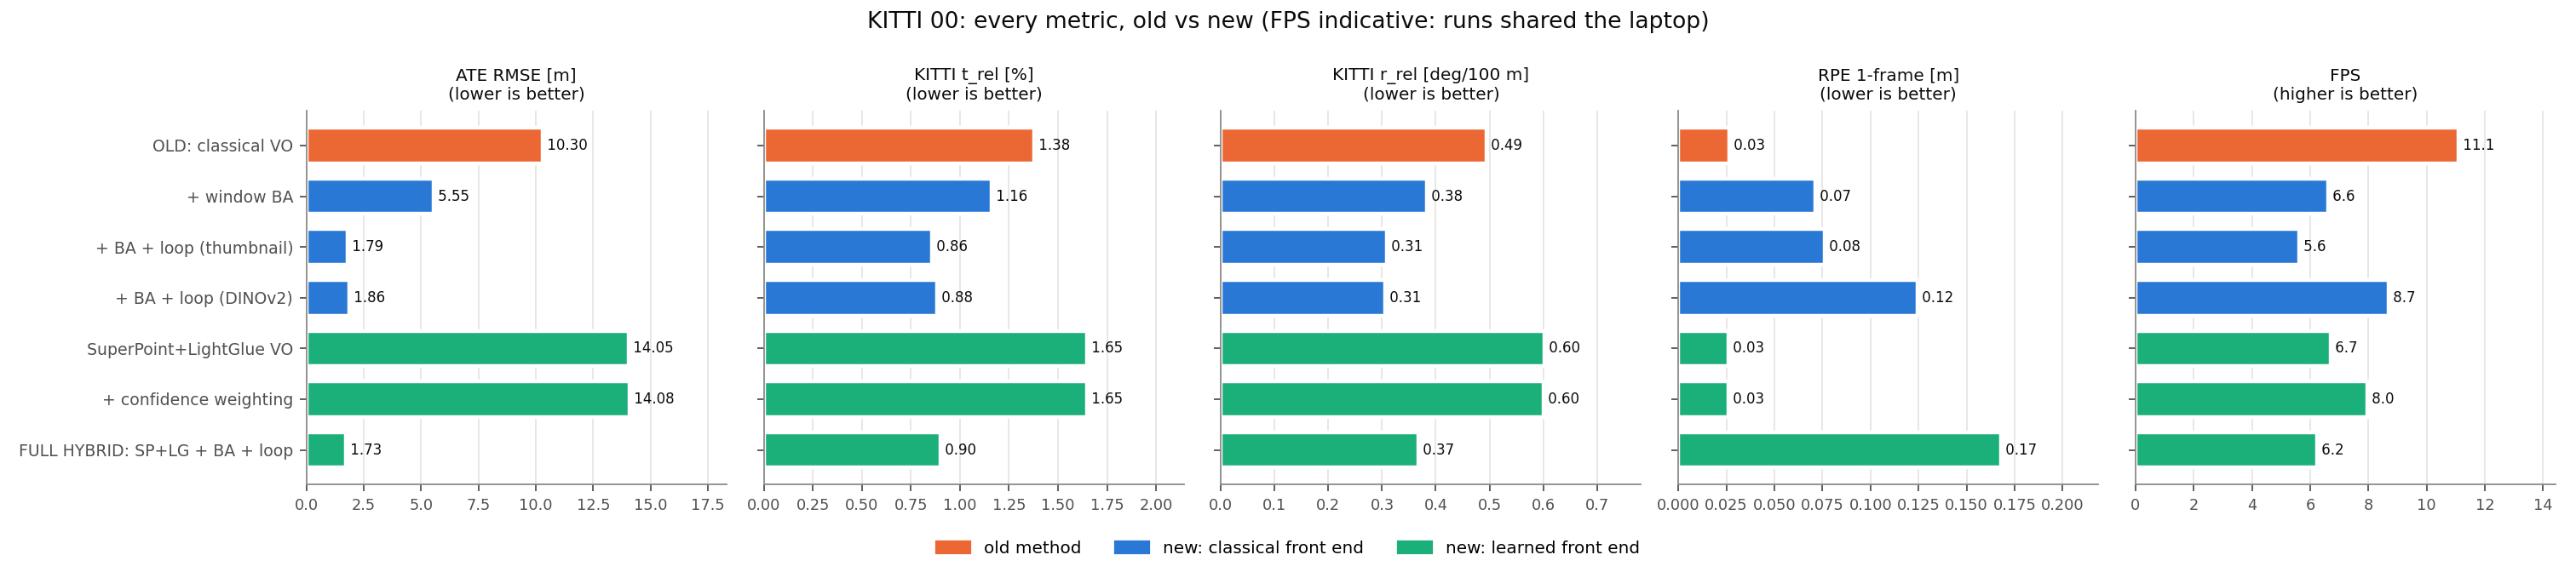 KITTI 00: every metric, old vs new (FPS indicative: runs shared the laptop)
ATE RMSE [m]
(lower is better)
KITTI t_rel [%]
(lower is better)
KITTI r_rel [deg/100 m]
(lower is better)
RPE 1-frame [m]
(lower is better)
FPS
(higher is better)
OLD: classical VO 10.30 1.38 0.49 0.03 11.1
+ window BA 5.55 1.16 0.38 0.07 6.6
+ BA + loop (thumbnail) 1.79 0.86 0.31 0.08 5.6
+ BA + loop (DINOv2) 1.86 0.88 0.31 0.12 8.7
SuperPoint+LightGlue VO 14.05 1.65 0.60 0.03 6.7
+ confidence weighting 14.08 1.65 0.60 0.03 8.0
FULL HYBRID: SP+LG + BA + loop 1.73 0.90 0.37 0.17 6.2
0.0 2.5 5.0 7.5 10.0 12.5 15.0 17.5
0.00 0.25 0.50 0.75 1.00 1.25 1.50 1.75 2.00
0.0 0.1 0.2 0.3 0.4 0.5 0.6 0.7
0.000 0.025 0.050 0.075 0.100 0.125 0.150 0.175 0.200
0 2 4 6 8 10 12 14
old method new: classical front end new: learned front end